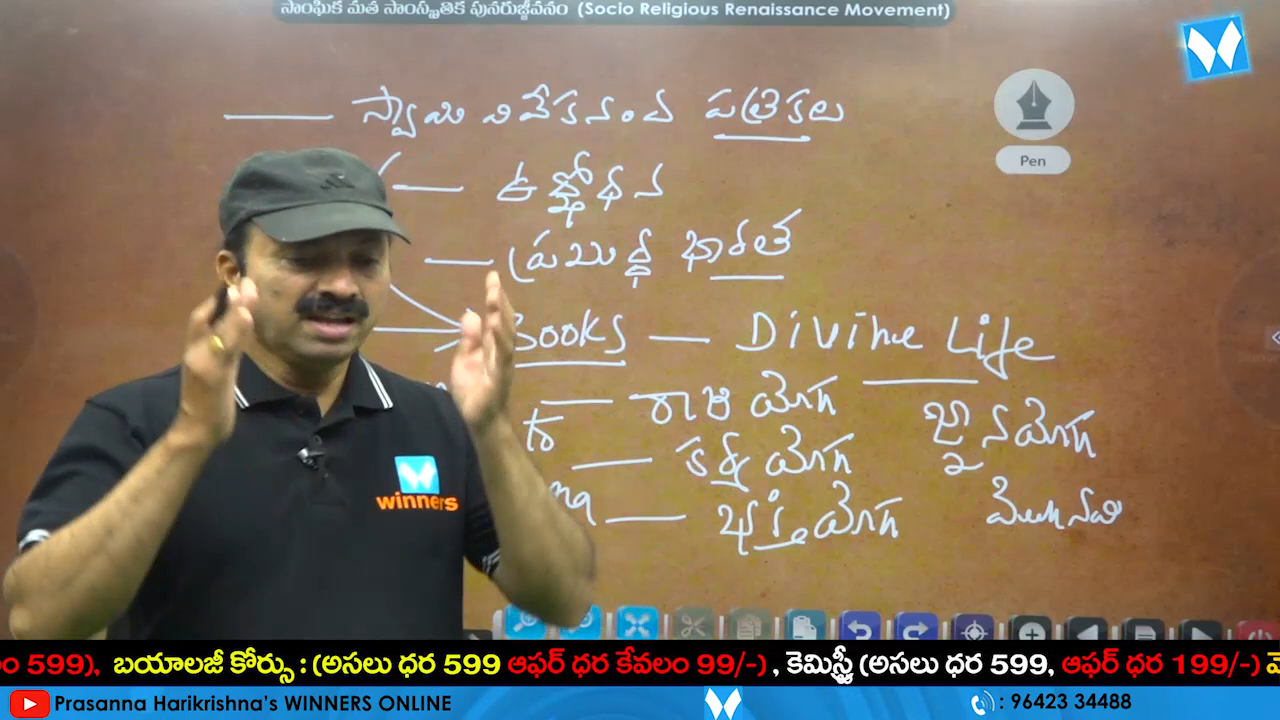 సాంఘిక మత సాంస్కృతిక పునరుజ్జీవనం (Socio Religious Renaissance Movement)
స్వామి వివేకనంద పత్రికలు
Pen
ఉద్భోధన
ప్రబుద్ధ భారత
Books — Divine Life
రాజ యోగ
జ్ఞానయోగ
కర్మయోగ
భక్తియోగ
winners
599), బయాలజీ కోర్సు : (అసలు ధర 599 ఆఫర్ ధర కేవలం 99/-) , కెమిస్ట్రీ (అసలు ధర 599, ఆఫర్ ధర 199/-)
Prasanna Harikrishna's WINNERS ONLINE
: 96423 34488